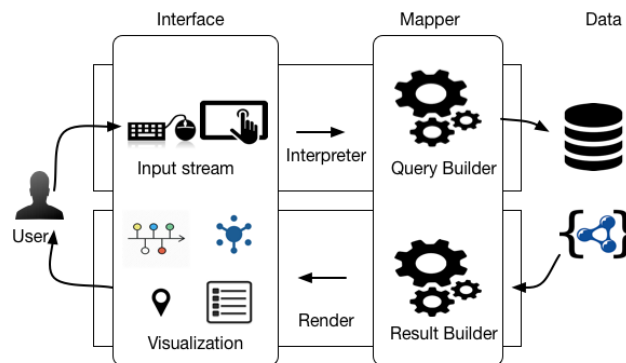 Interface
Mapper
Data
Input stream
Interpreter
Query Builder
User
Visualization
Render
Result Builder